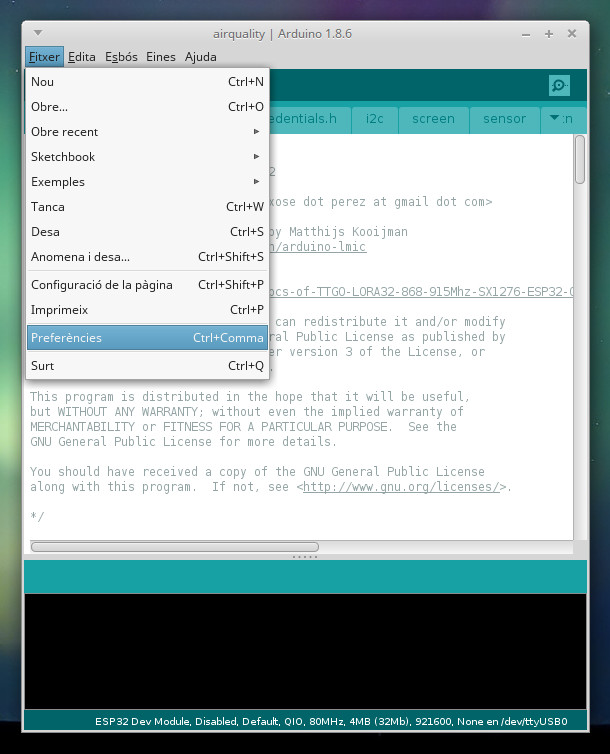 airquality | Arduino 1.8.6
Fitxer Edita Esbós Eines Ajuda
Nou Ctrl+N
Obre... Ctrl+O
Obre recent
Sketchbook
Exemples
Tanca Ctrl+W
Desa Ctrl+S
Anomena i desa... Ctrl+Shift+S
Configuració de la pàgina Ctrl+Shift+P
Imprimeix Ctrl+P
Preferències Ctrl+Comma
Surt Ctrl+Q
edentials.h i2c screen sensor :n
2
xose dot perez at gmail dot com>
by Matthijs Kooijman
n/arduino-lmic
ocs-of-TTGO-LORA32-868-915Mhz-SX1276-ESP32-O
can redistribute it and/or modify
ral Public License as published by
er version 3 of the License, or
.
This program is distributed in the hope that it will be useful,
but WITHOUT ANY WARRANTY; without even the implied warranty of
MERCHANTABILITY or FITNESS FOR A PARTICULAR PURPOSE.  See the
GNU General Public License for more details.
You should have received a copy of the GNU General Public License
along with this program.  If not, see <http://www.gnu.org/licenses/>.
*/
ESP32 Dev Module, Disabled, Default, QIO, 80MHz, 4MB (32Mb), 921600, None en /dev/ttyUSB0